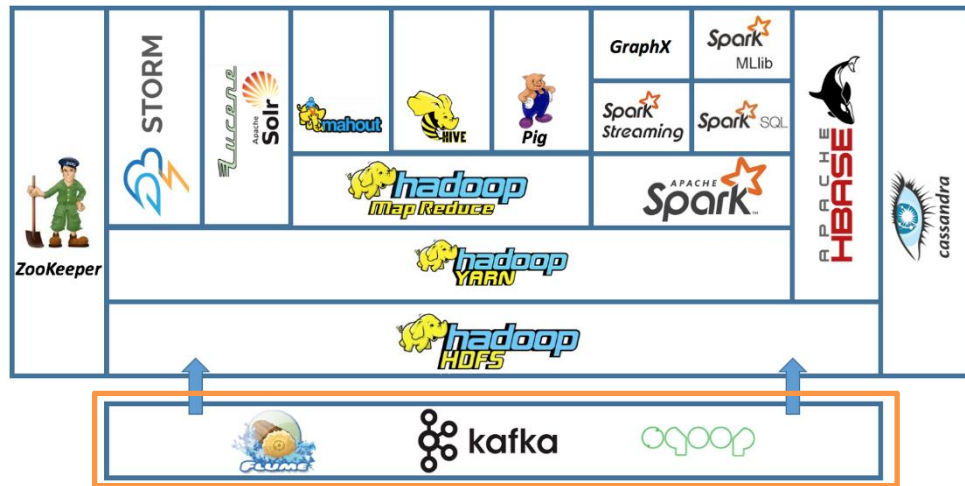 ZooKeeper
STORM
Lucene
Apache
Solr
mahout
HIVE
Pig
GraphX
Spark
MLlib
Spark
Streaming
Spark SQL
hadoop
Map Reduce
APACHE
Spark
APACHE
HBASE
cassandra
hadoop
YARN
hadoop
HDFS
FLUME
kafka
sqoop